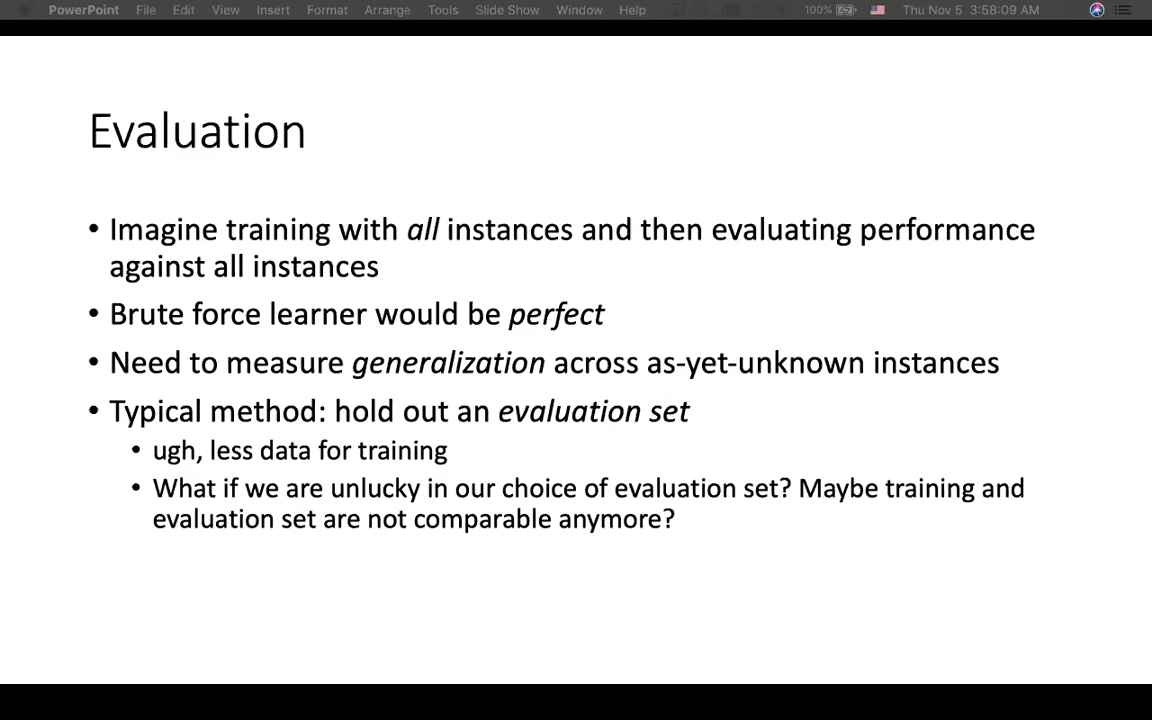 PowerPoint File Edit View Insert Format Arrange Tools Slide Show Window Help 100% Thu Nov 5 3:58:09 AM
Evaluation
• Imagine training with all instances and then evaluating performance
against all instances
• Brute force learner would be perfect
• Need to measure generalization across as-yet-unknown instances
• Typical method: hold out an evaluation set
• ugh, less data for training
• What if we are unlucky in our choice of evaluation set? Maybe training and
evaluation set are not comparable anymore?